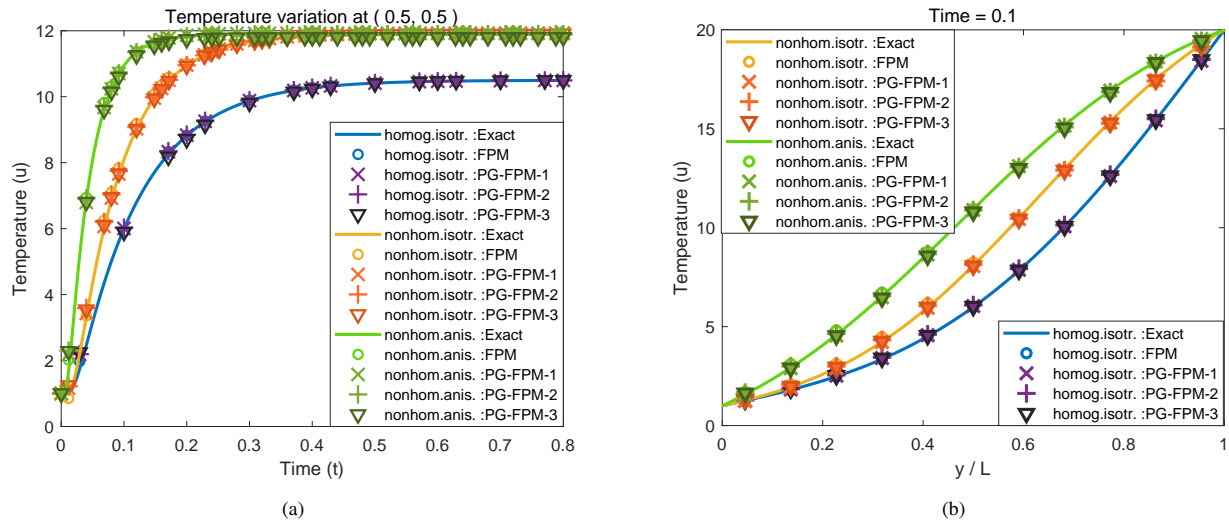 Temperature variation at ( 0.5, 0.5 )
12
10
8
6
4
2
0
Temperature (u)
homog.isotr. :Exact
homog.isotr. :FPM
homog.isotr. :PG-FPM-1
homog.isotr. :PG-FPM-2
homog.isotr. :PG-FPM-3
nonhom.isotr. :Exact
nonhom.isotr. :FPM
nonhom.isotr. :PG-FPM-1
nonhom.isotr. :PG-FPM-2
nonhom.isotr. :PG-FPM-3
nonhom.anis. :Exact
nonhom.anis. :FPM
nonhom.anis. :PG-FPM-1
nonhom.anis. :PG-FPM-2
nonhom.anis. :PG-FPM-3
0 0.1 0.2 0.3 0.4 0.5 0.6 0.7 0.8
Time (t)
(a)
Time = 0.1
20
15
10
5
0
Temperature (u)
nonhom.isotr. :Exact
nonhom.isotr. :FPM
nonhom.isotr. :PG-FPM-1
nonhom.isotr. :PG-FPM-2
nonhom.isotr. :PG-FPM-3
nonhom.anis. :Exact
nonhom.anis. :FPM
nonhom.anis. :PG-FPM-1
nonhom.anis. :PG-FPM-2
nonhom.anis. :PG-FPM-3
homog.isotr. :Exact
homog.isotr. :FPM
homog.isotr. :PG-FPM-1
homog.isotr. :PG-FPM-2
homog.isotr. :PG-FPM-3
0 0.2 0.4 0.6 0.8 1
y / L
(b)